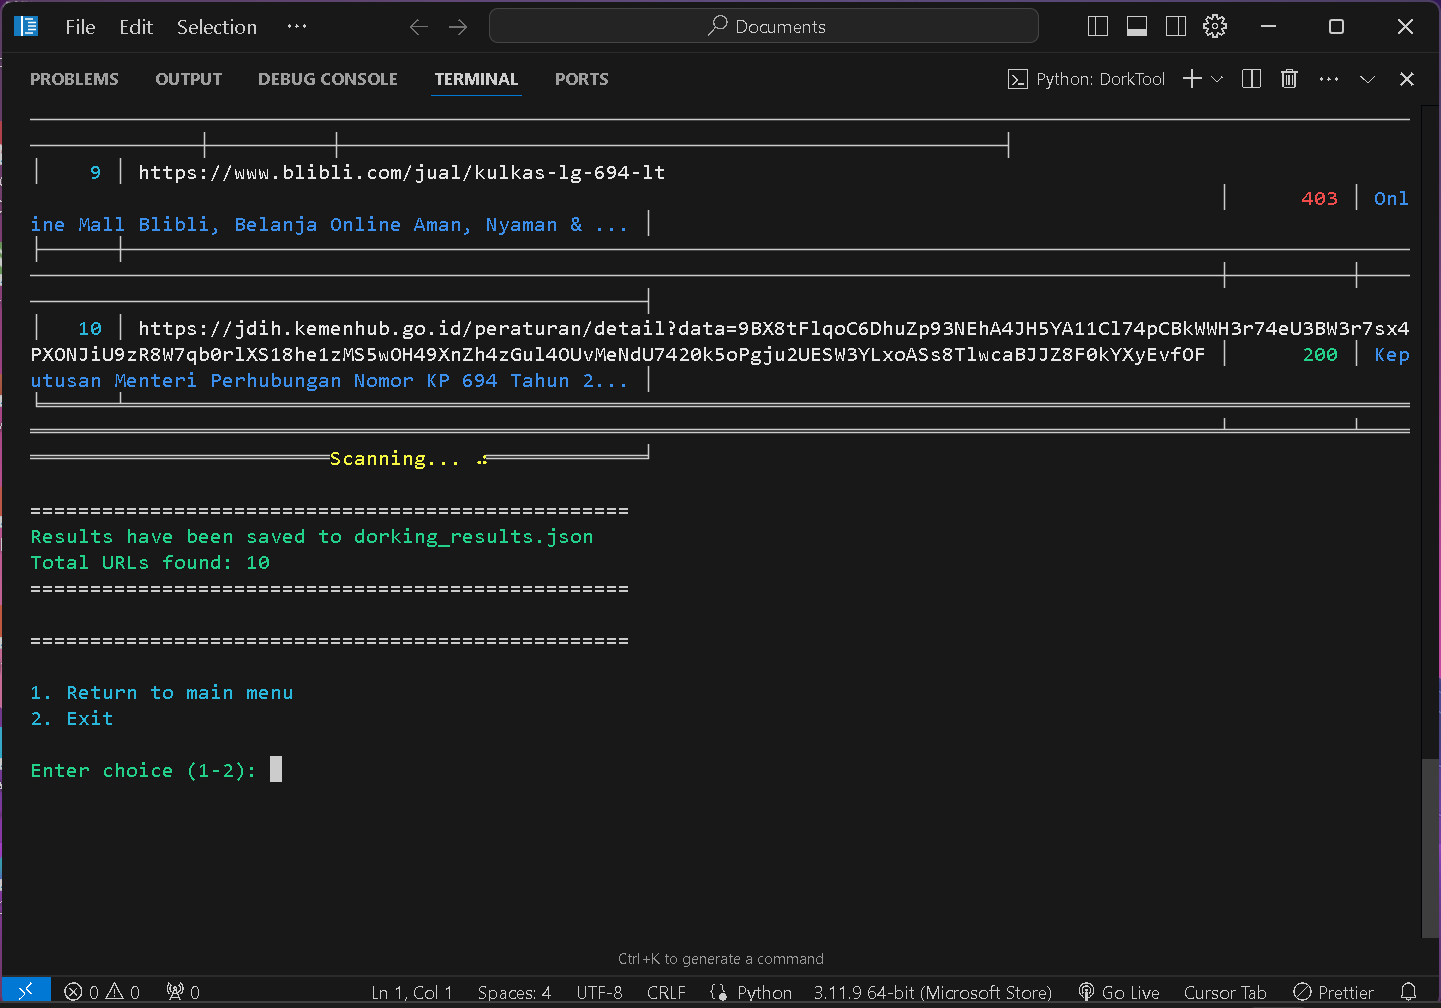 File Edit Selection ··· Documents
PROBLEMS OUTPUT DEBUG CONSOLE TERMINAL PORTS Python: DorkTool
9 | https://www.blibli.com/jual/kulkas-lg-694-lt
| 403 | Onl
ine Mall Blibli, Belanja Online Aman, Nyaman & ... |
| 10 | https://jdih.kemenhub.go.id/peraturan/detail?data=9BX8tFlqoC6DhuZp93NEhA4JH5YA11Cl74pCBkWWH3r74eU3BW3r7sx4
PXONJiU9zR8W7qb0rlXS18he1zMS5wOH49XnZh4zGul4OUvMeNdU7420k5oPgju2UESW3YLxoASs8TlwcaBJJZ8F0kYXyEvfOF | 200 | Kep
utusan Menteri Perhubungan Nomor KP 694 Tahun 2... |
Scanning...
==================================================
Results have been saved to dorking_results.json
Total URLs found: 10
==================================================
==================================================
1. Return to main menu
2. Exit
Enter choice (1-2):
Ctrl+K to generate a command
0 0 0 Ln 1, Col 1 Spaces: 4 UTF-8 CRLF Python 3.11.9 64-bit (Microsoft Store) Go Live Cursor Tab Prettier